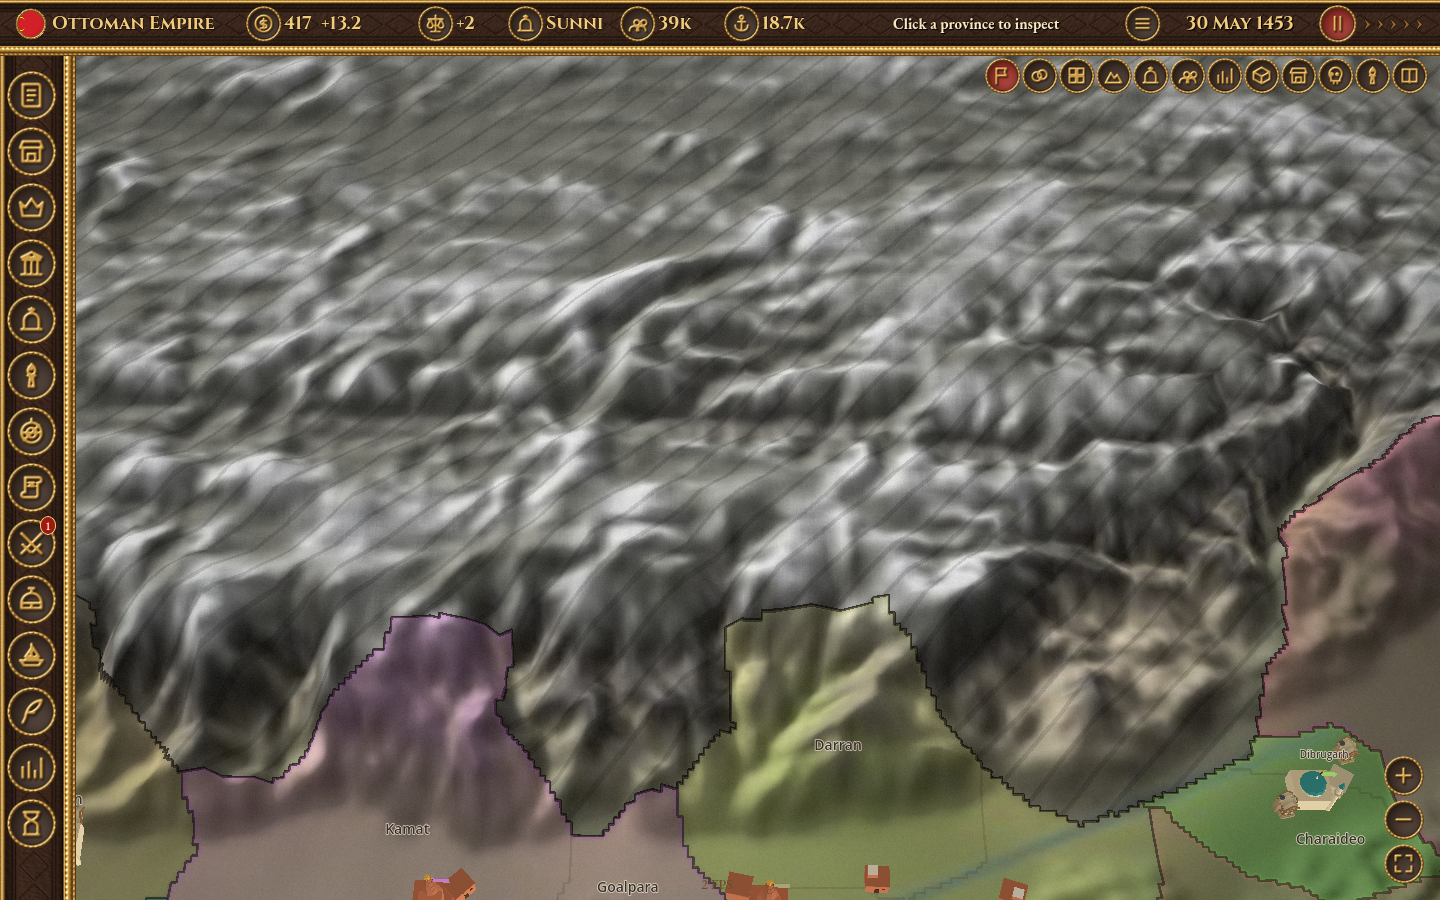 OTTOMAN EMPIRE 417 +13.2 +2 SUNNI 39K 18.7K Click a province to inspect 30 MAY 1453
1
Darran
Dibrugarh
Kamat
Charaideo
Goalpara